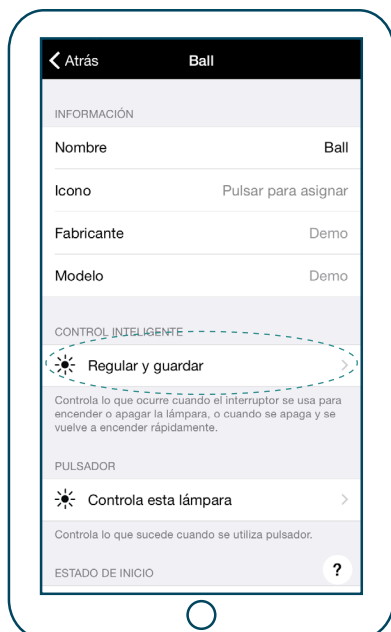 Atrás Ball
INFORMACIÓN
Nombre Ball
Icono Pulsar para asignar
Fabricante Demo
Modelo Demo
CONTROL INTELIGENTE
Regular y guardar
Controla lo que ocurre cuando el interruptor se usa para
encender o apagar la lámpara, o cuando se apaga y se
vuelve a encender rápidamente.
PULSADOR
Controla esta lámpara
Controla lo que sucede cuando se utiliza pulsador.
ESTADO DE INICIO ?